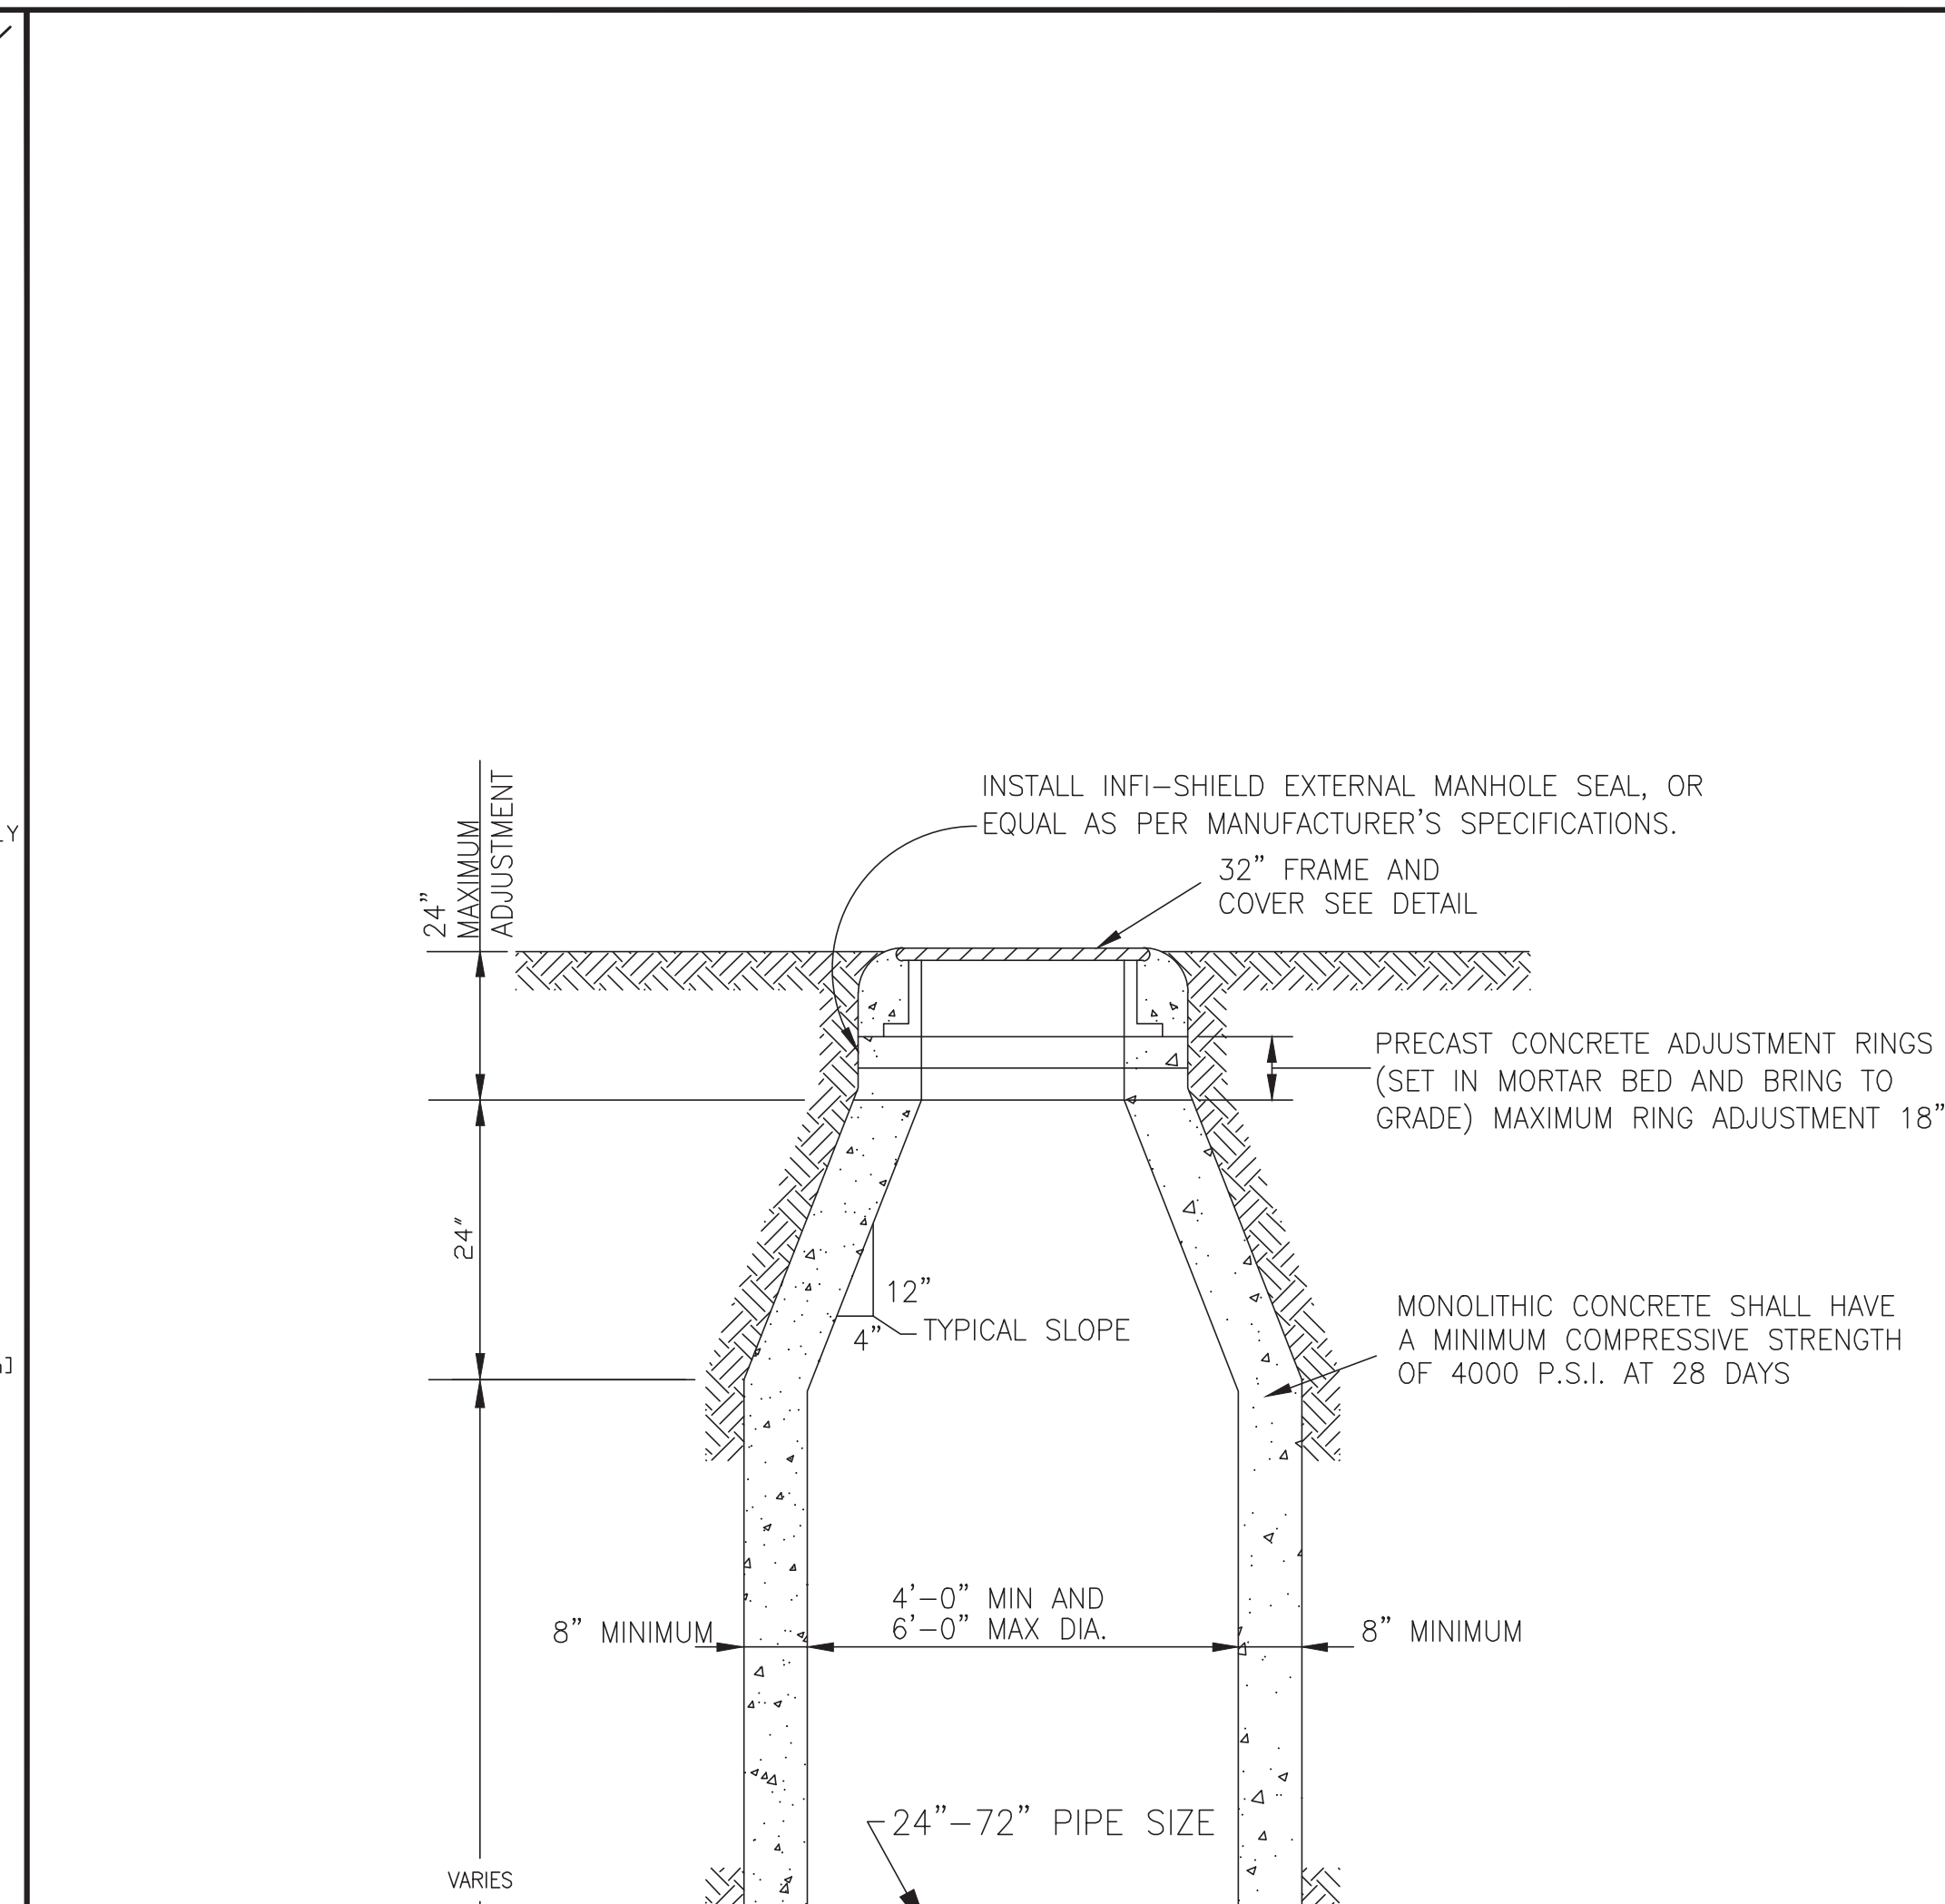 24"
MAXIMUM
ADJUSTMENT
INSTALL INFI-SHIELD EXTERNAL MANHOLE SEAL, OR
EQUAL AS PER MANUFACTURER'S SPECIFICATIONS.
32" FRAME AND
COVER SEE DETAIL
PRECAST CONCRETE ADJUSTMENT RINGS
(SET IN MORTAR BED AND BRING TO
GRADE) MAXIMUM RING ADJUSTMENT 18"
24"
12"
4"
TYPICAL SLOPE
MONOLITHIC CONCRETE SHALL HAVE
A MINIMUM COMPRESSIVE STRENGTH
OF 4000 P.S.I. AT 28 DAYS
4'-0" MIN AND
6'-0" MAX DIA.
8" MINIMUM
8" MINIMUM
24"-72" PIPE SIZE
VARIES